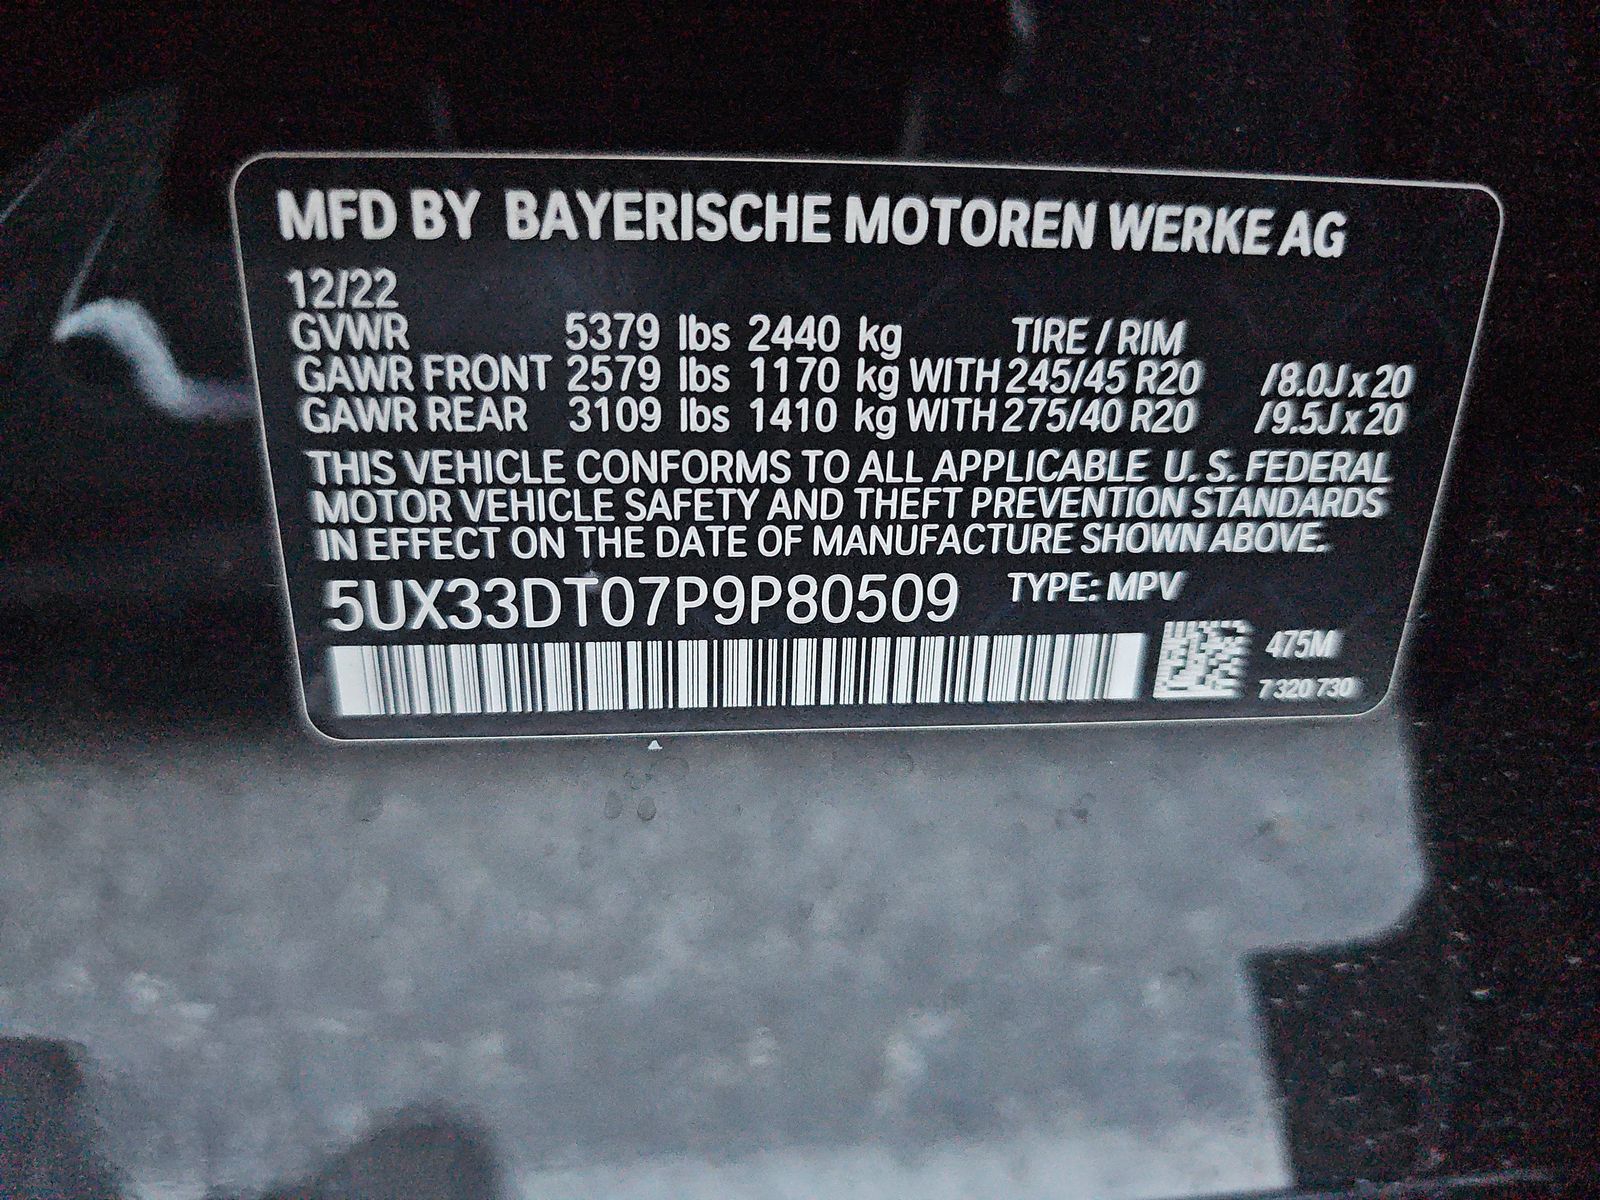 MFD BY BAYERISCHE MOTOREN WERKE AG
12/22
GVWR 5379 lbs 2440 kg TIRE / RIM
GAWR FRONT 2579 lbs 1170 kg WITH 245/45 R20 /8.0J x 20
GAWR REAR 3109 lbs 1410 kg WITH 275/40 R20 /9.5J x 20
THIS VEHICLE CONFORMS TO ALL APPLICABLE U. S. FEDERAL
MOTOR VEHICLE SAFETY AND THEFT PREVENTION STANDARDS
IN EFFECT ON THE DATE OF MANUFACTURE SHOWN ABOVE.
5UX33DT07P9P80509 TYPE: MPV
475M
7 320 730